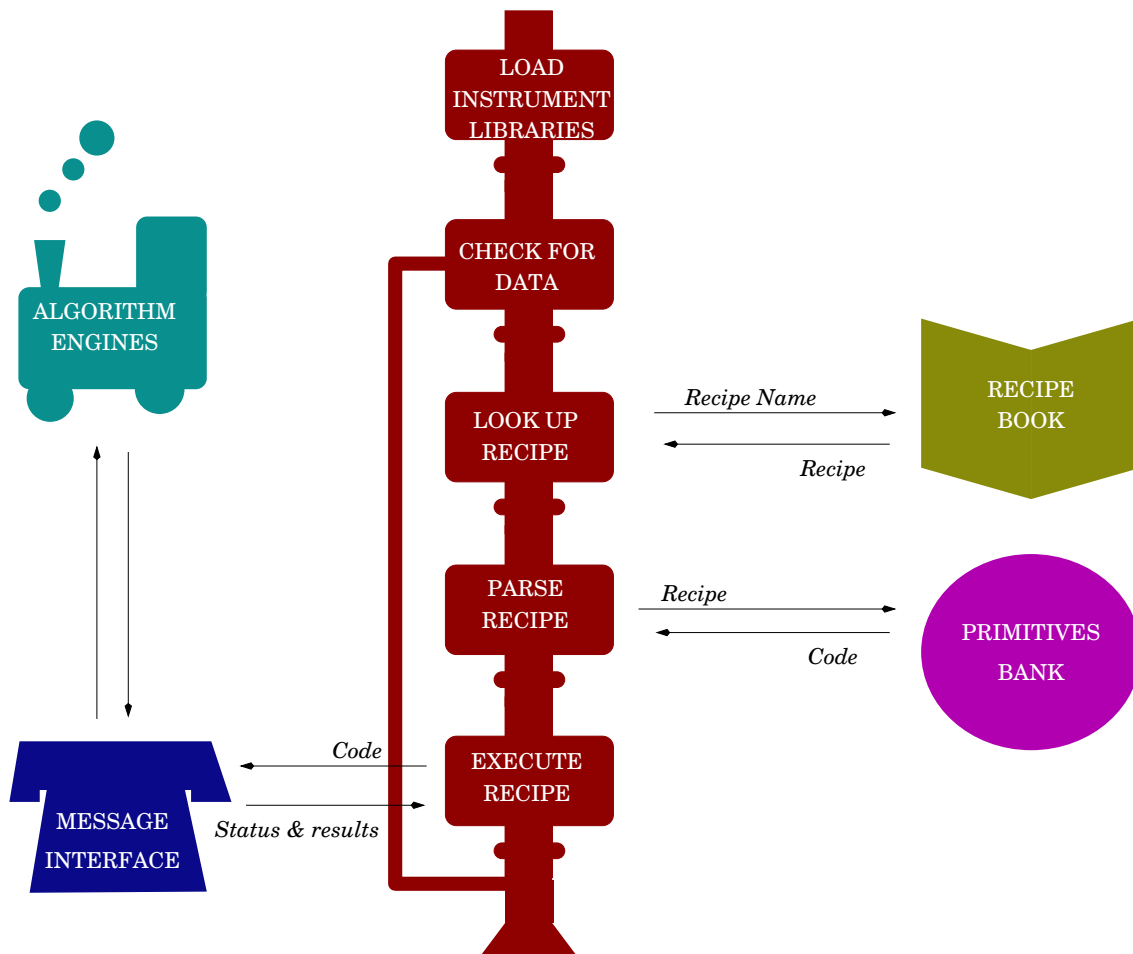 LOAD
INSTRUMENT
LIBRARIES
CHECK FOR
DATA
ALGORITHM
ENGINES
LOOK UP
RECIPE
Recipe Name
Recipe
RECIPE
BOOK
PARSE
RECIPE
Recipe
Code
PRIMITIVES
BANK
EXECUTE
RECIPE
Code
Status & results
MESSAGE
INTERFACE